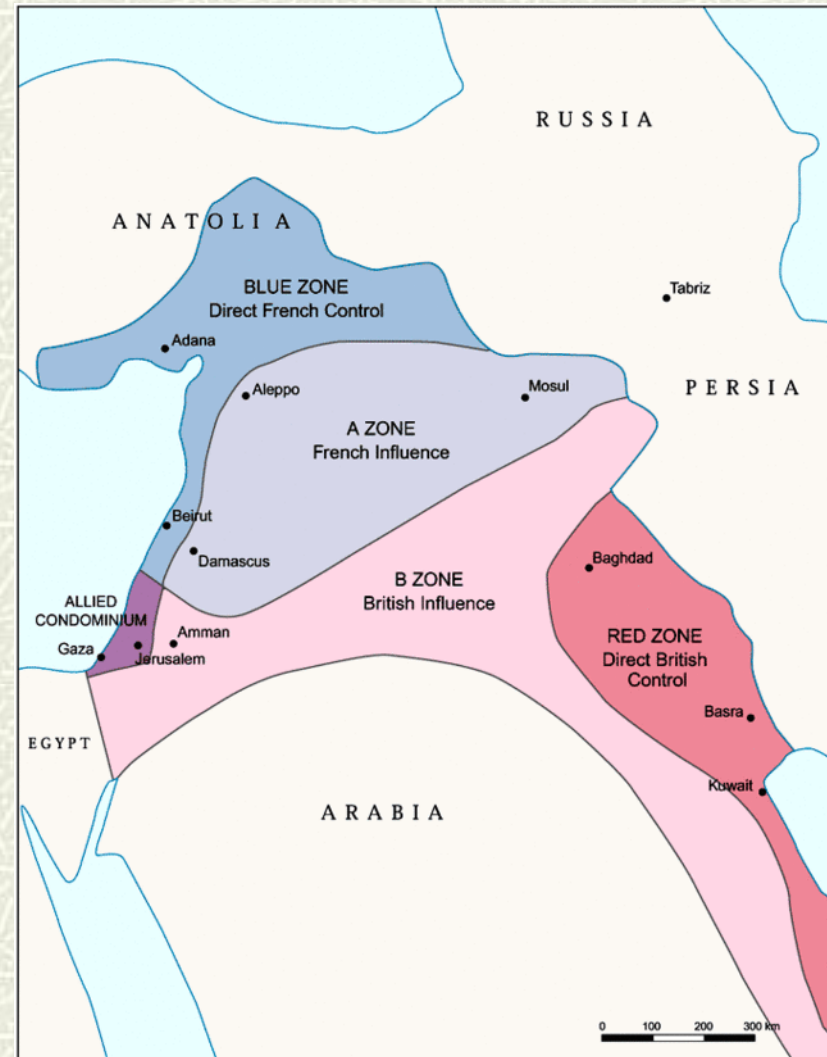 RUSSIA
ANATOLIA
BLUE ZONE
Direct French Control
Tabriz
Adana
Aleppo
Mosul
PERSIA
A ZONE
French Influence
Beirut
Damascus
Baghdad
B ZONE
British Influence
ALLIED
CONDOMINIUM
Amman
Gaza
Jerusalem
RED ZONE
Direct British
Control
Basra
EGYPT
Kuwait
ARABIA
0 100 200 300 km